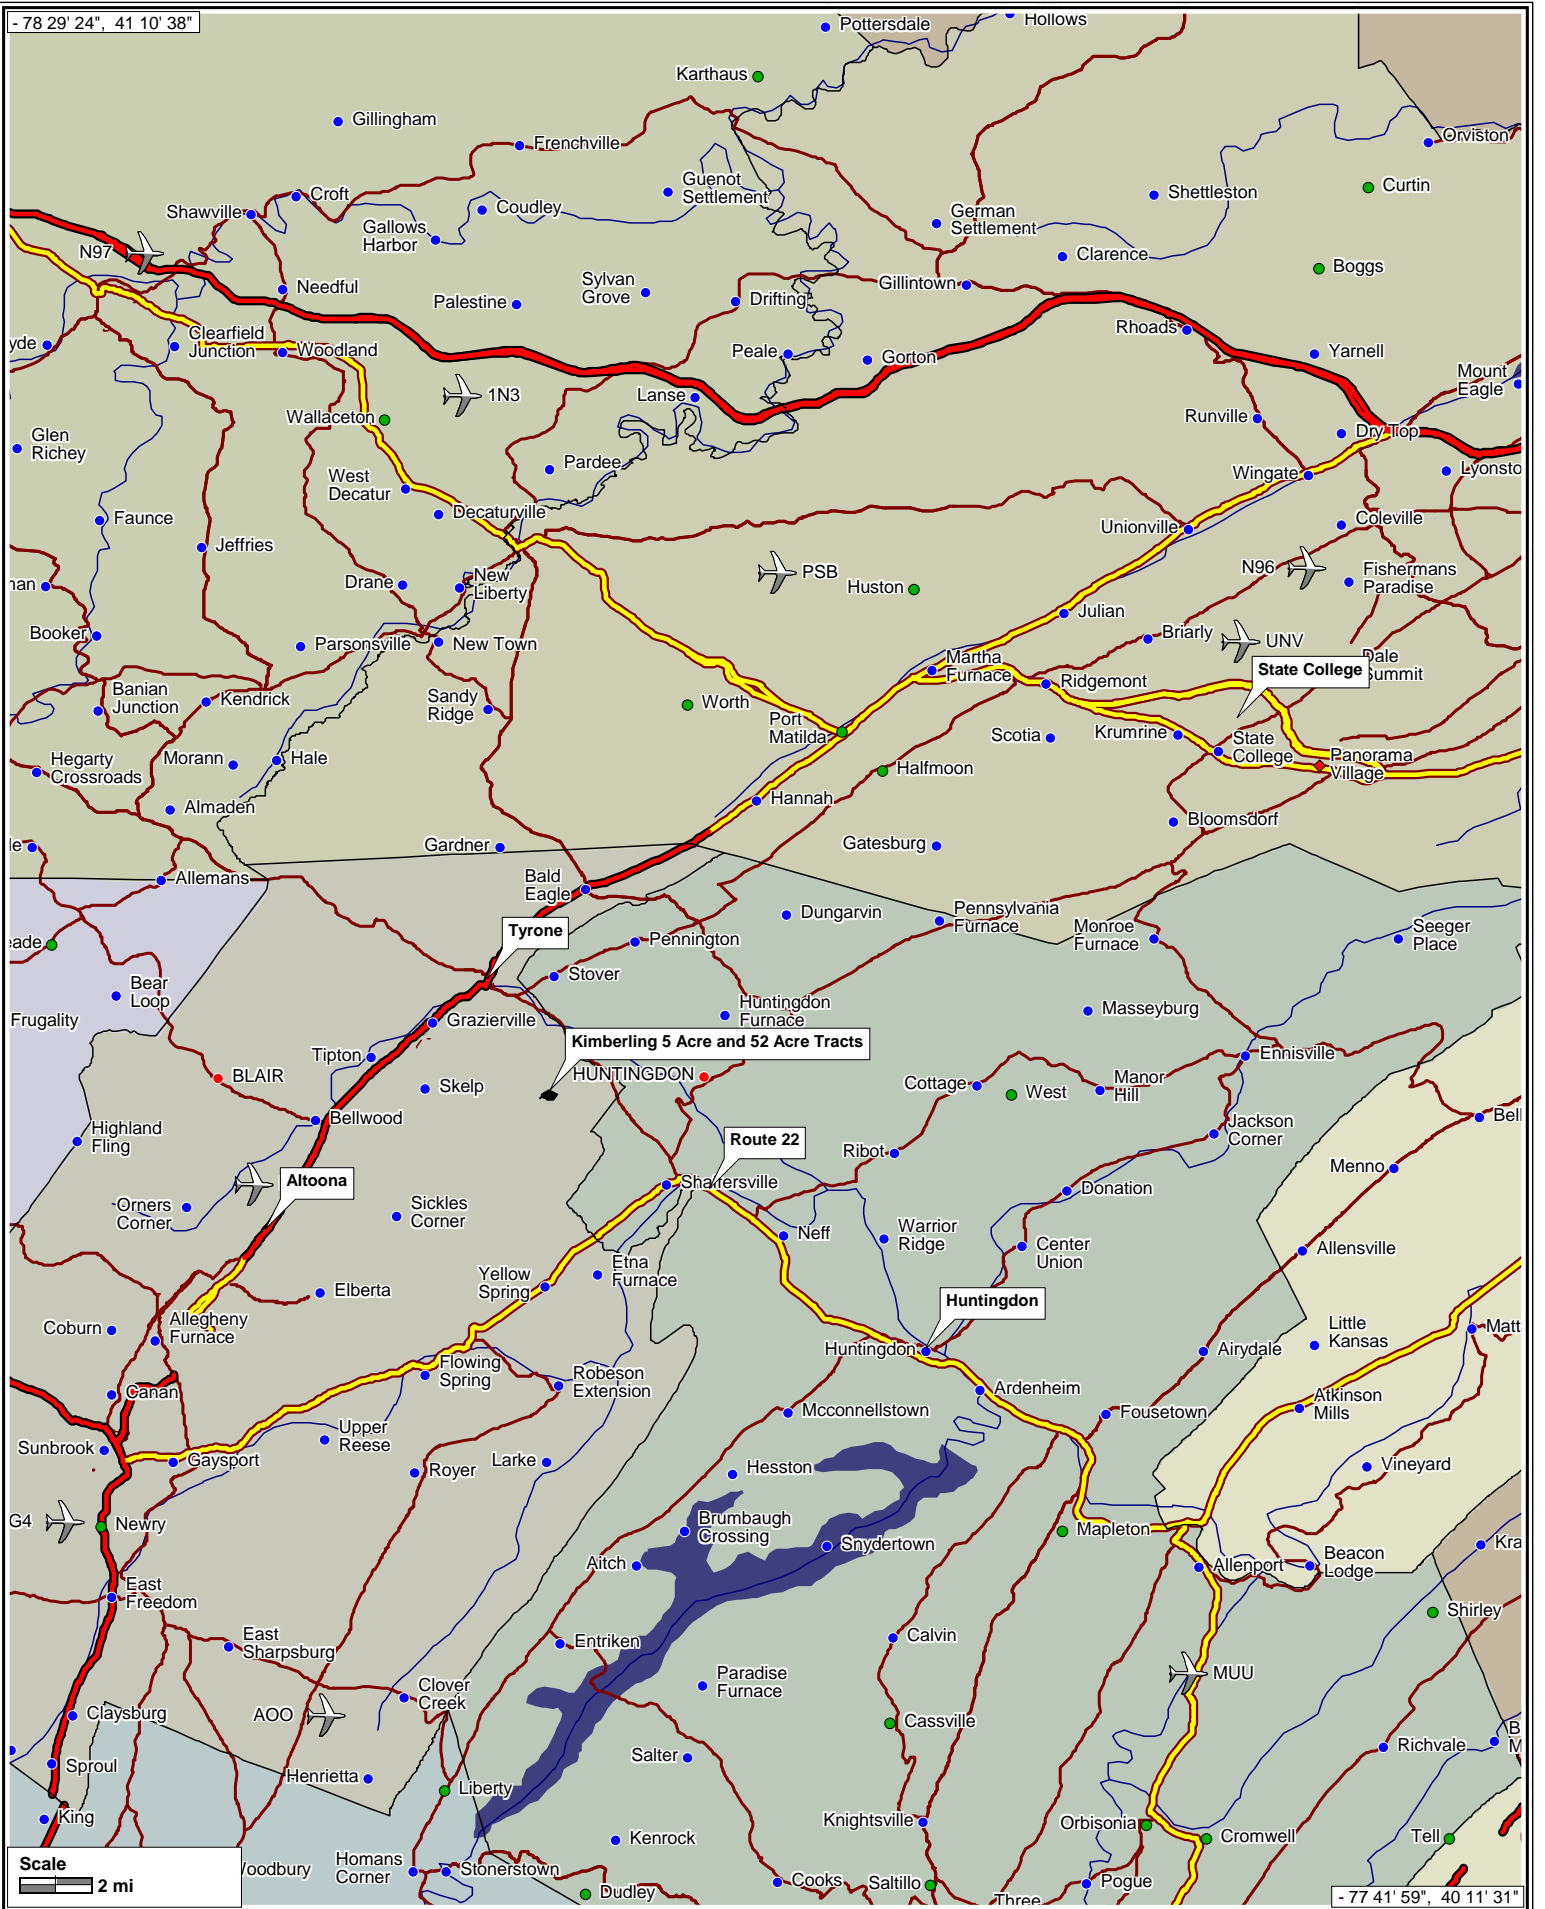 - 78 29' 24", 41 10' 38"
Pottersdale
Hollows
Karthaus
Gillingham
Frenchville
Orviston
Guenot
Settlement
Curtin
Croft
Shettleston
Shawville
Coudley
German
Settlement
Gallows
Harbor
N97
Clarence
Boggs
Needful
Sylvan
Grove
Gillintown
Palestine
Drifting
Clearfield
Junction
Rhoads
yde
Woodland
Peale
Gorton
Yarnell
Mount
Eagle
1N3
Lanse
Wallaceton
Runville
Dry Top
Glen
Richey
Pardee
West
Decatur
Wingate
Lyonsto
Decaturville
Faunce
Unionville
Coleville
Jeffries
PSB
N96
Fishermans
Paradise
man
Drane
New
Liberty
Huston
Julian
Booker
Parsonsville
New Town
Briarly
UNV
Martha
Furnace
Dale
Summit
State College
Ridgemont
Banian
Junction
Kendrick
Sandy
Ridge
Worth
Port
Matilda
Scotia
Krumrine
State
College
Panorama
Village
Hegarty
Crossroads
Morann
Hale
Halfmoon
Almaden
Hannah
Bloomsdorf
le
Gardner
Gatesburg
Allemans
Bald
Eagle
Dungarvin
Pennsylvania
Furnace
Monroe
Furnace
Seeger
Place
Tyrone
eade
Pennington
Stover
Bear
Loop
Huntingdon
Furnace
Masseyburg
Frugality
Grazierville
Kimberling 5 Acre and 52 Acre Tracts
Tipton
Ennisville
BLAIR
Skelp
HUNTINGDON
Cottage
West
Manor
Hill
Bellwood
Bell
Highland
Fling
Route 22
Jackson
Corner
Ribot
Menno
Altoona
Shaffersville
Donation
Orners
Corner
Sickles
Corner
Neff
Warrior
Ridge
Center
Union
Allensville
Etna
Furnace
Yellow
Spring
Elberta
Huntingdon
Coburn
Allegheny
Furnace
Little
Kansas
Matt
Huntingdon
Airydale
Flowing
Spring
Robeson
Extension
Canan
Ardenheim
Atkinson
Mills
Mcconnellstown
Fousetown
Upper
Reese
Sunbrook
Gaysport
Royer
Larke
Hesston
Vineyard
G4
Newry
Brumbaugh
Crossing
Snydertown
Mapleton
Kra
Aitch
Allenport
Beacon
Lodge
East
Freedom
Shirley
East
Sharpsburg
Entriken
Calvin
Clover
Creek
Paradise
Furnace
MUU
Claysburg
AOO
Cassville
B
M
Richvale
Sproul
Salter
Henrietta
Liberty
King
Knightsville
Orbisonia
Kenrock
Cromwell
Tell
Scale
2 mi
Woodbury
Homans
Corner
Stonerstown
Dudley
Cooks
Saltillo
Three
Pogue
- 77 41' 59", 40 11' 31"